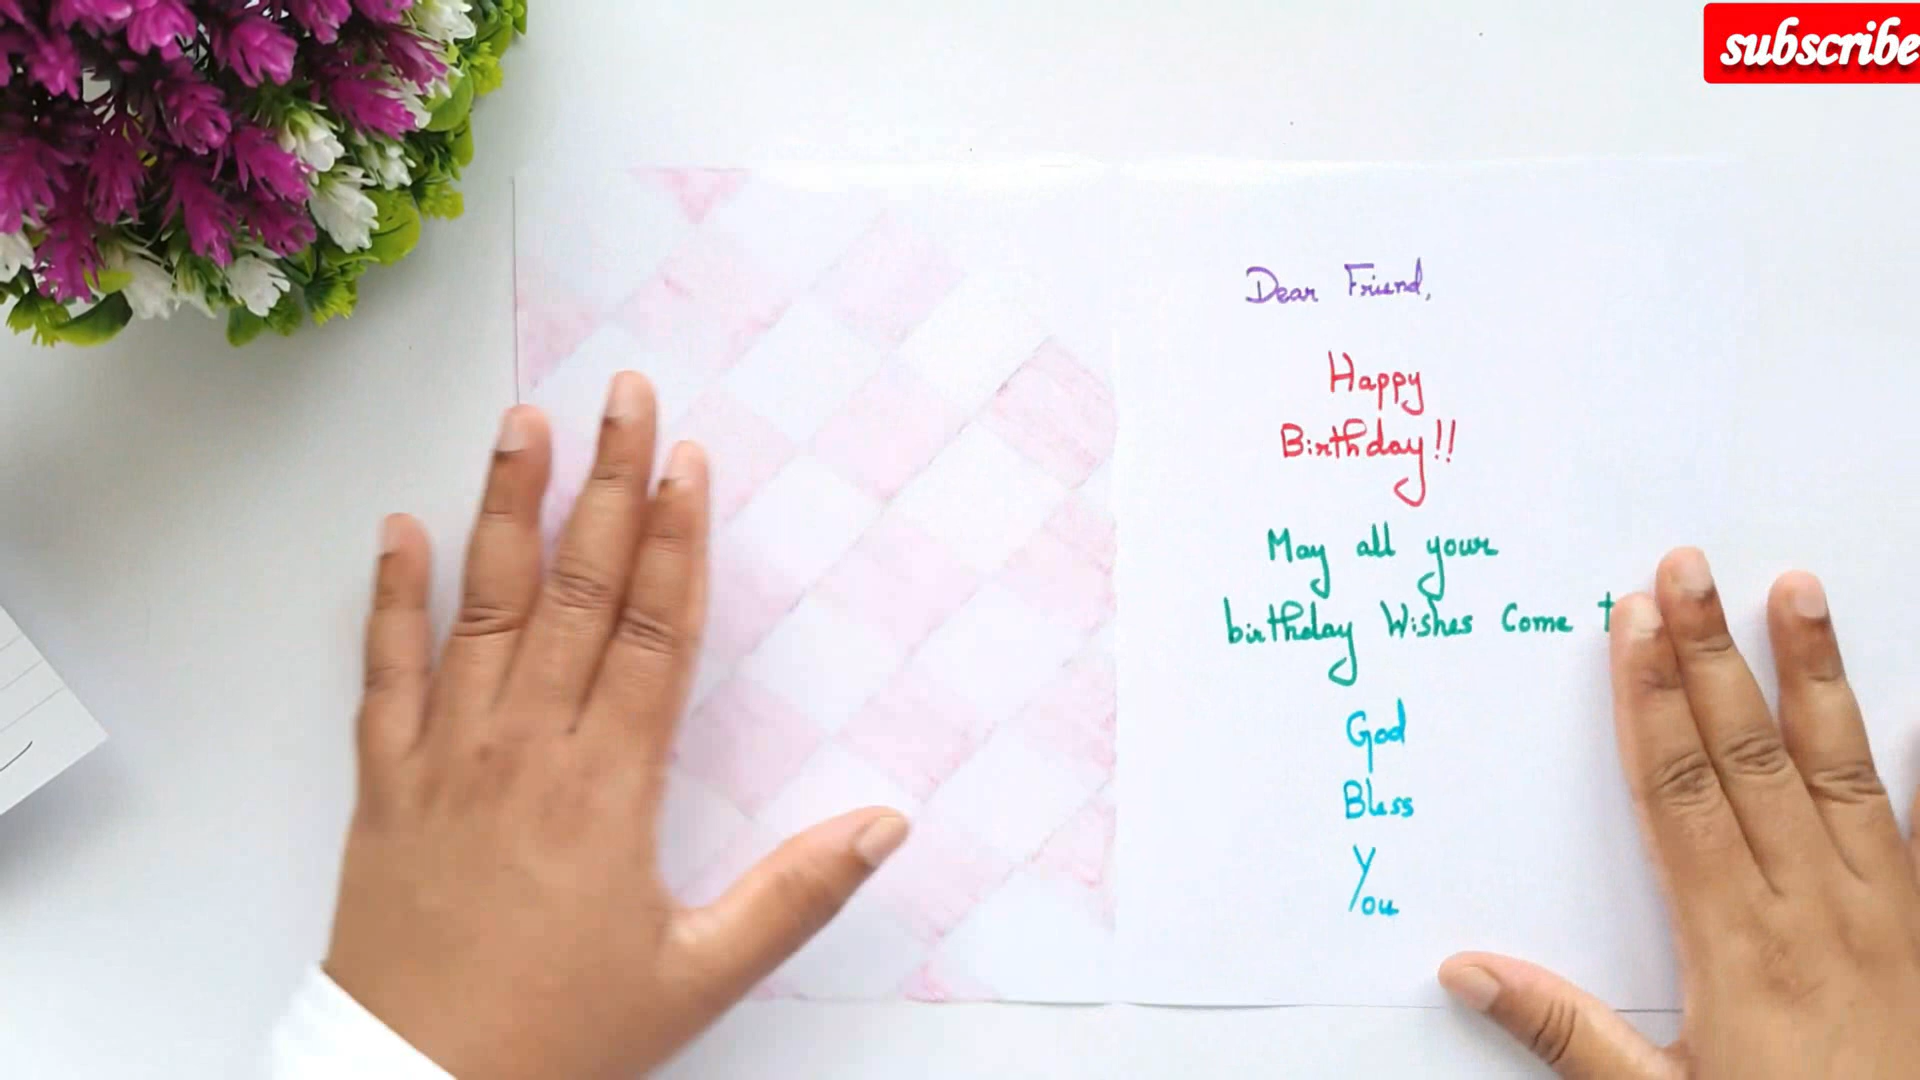 subscribe
Dear Friend,
Happy
Birthday!!
May all your
birthday Wishes Come t
God
Bless
You